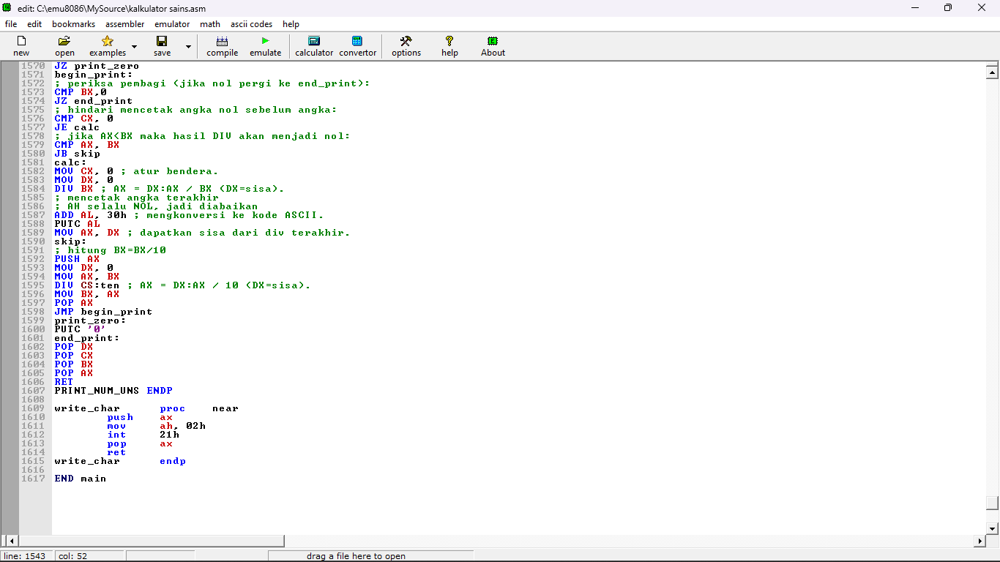 edit: C:\emu8086\MySource\kalkulator sains.asm
file edit bookmarks assembler emulator math ascii codes help
new open examples save compile emulate calculator convertor options help About
1570 JZ print_zero
1571 begin_print:
1572 ; periksa pembagi (jika nol pergi ke end_print):
1573 CMP BX,0
1574 JZ end_print
1575 ; hindari mencetak angka nol sebelum angka:
1576 CMP CX, 0
1577 JE calc
1578 ; jika AX<BX maka hasil DIV akan menjadi nol:
1579 CMP AX, BX
1580 JB skip
1581 calc:
1582 MOV CX, 0 ; atur bendera.
1583 MOV DX, 0
1584 DIV BX ; AX = DX:AX / BX (DX=sisa).
1585 ; mencetak angka terakhir
1586 ; AH selalu NOL, jadi diabaikan
1587 ADD AL, 30h ; mengkonversi ke kode ASCII.
1588 PUTC AL
1589 MOV AX, DX ; dapatkan sisa dari div terakhir.
1590 skip:
1591 ; hitung BX=BX/10
1592 PUSH AX
1593 MOV DX, 0
1594 MOV AX, BX
1595 DIV CS:ten ; AX = DX:AX / 10 (DX=sisa).
1596 MOV BX, AX
1597 POP AX
1598 JMP begin_print
1599 print_zero:
1600 PUTC '0'
1601 end_print:
1602 POP DX
1603 POP CX
1604 POP BX
1605 POP AX
1606 RET
1607 PRINT_NUM_UNS ENDP
1608
1609 write_char proc near
1610 push ax
1611 mov ah, 02h
1612 int 21h
1613 pop ax
1614 ret
1615 write_char endp
1616
1617 END main
line: 1543 col: 52 drag a file here to open